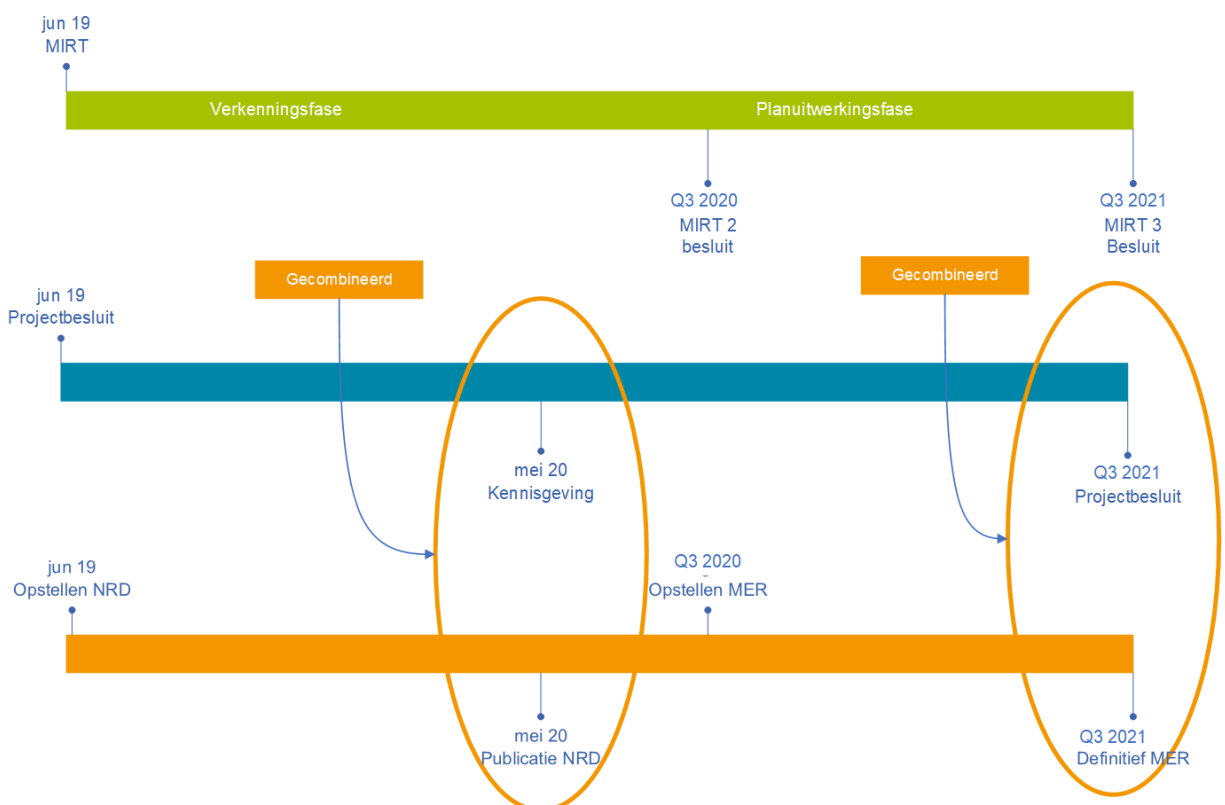 jun 19
MIRT
Verkenningsfase
Planuitwerkingsfase
Q3 2020
MIRT 2
besluit
Q3 2021
MIRT 3
Besluit
Gecombineerd
Gecombineerd
jun 19
Projectbesluit
mei 20
Kennisgeving
Q3 2021
Projectbesluit
jun 19
Opstellen NRD
Q3 2020
Opstellen MER
mei 20
Publicatie NRD
Q3 2021
Definitief MER